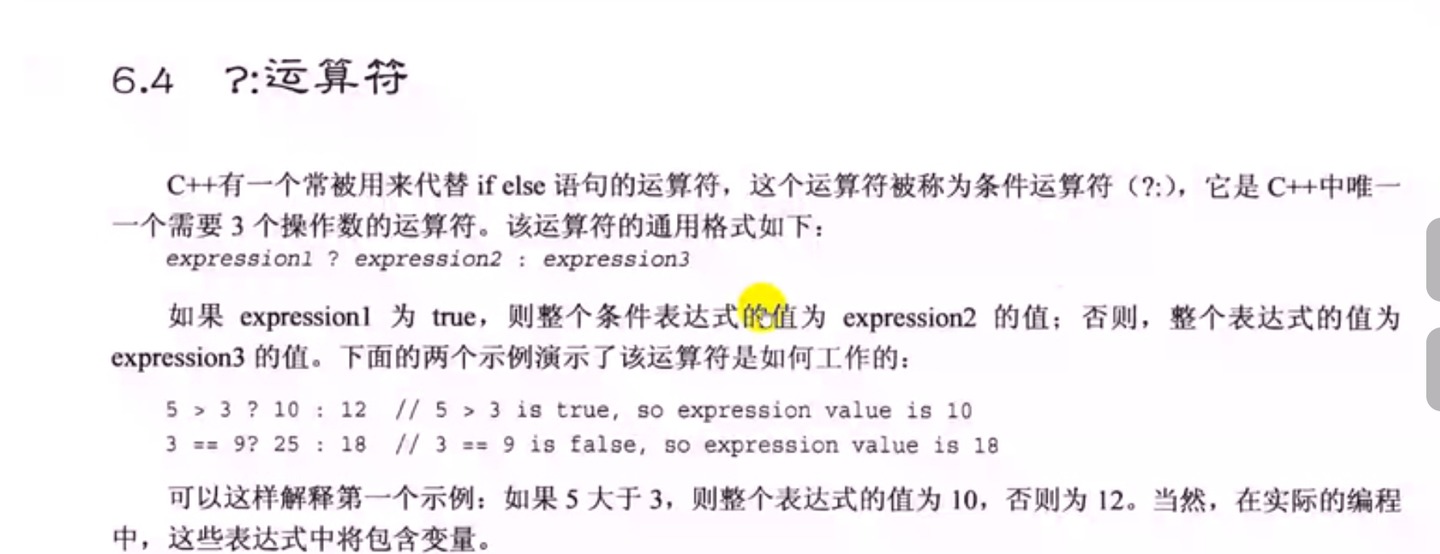 6.4 ?:运算符
C++有一个常被用来代替 if else 语句的运算符，这个运算符被称为条件运算符（?:），它是 C++中唯一
一个需要 3 个操作数的运算符。该运算符的通用格式如下：
expression1 ? expression2 : expression3
如果 expression1 为 true，则整个条件表达式的值为 expression2 的值；否则，整个表达式的值为
expression3 的值。下面的两个示例演示了该运算符是如何工作的：
5 > 3 ? 10 : 12 // 5 > 3 is true, so expression value is 10
3 == 9? 25 : 18 // 3 == 9 is false, so expression value is 18
可以这样解释第一个示例：如果 5 大于 3，则整个表达式的值为 10，否则为 12。当然，在实际的编程
中，这些表达式中将包含变量。